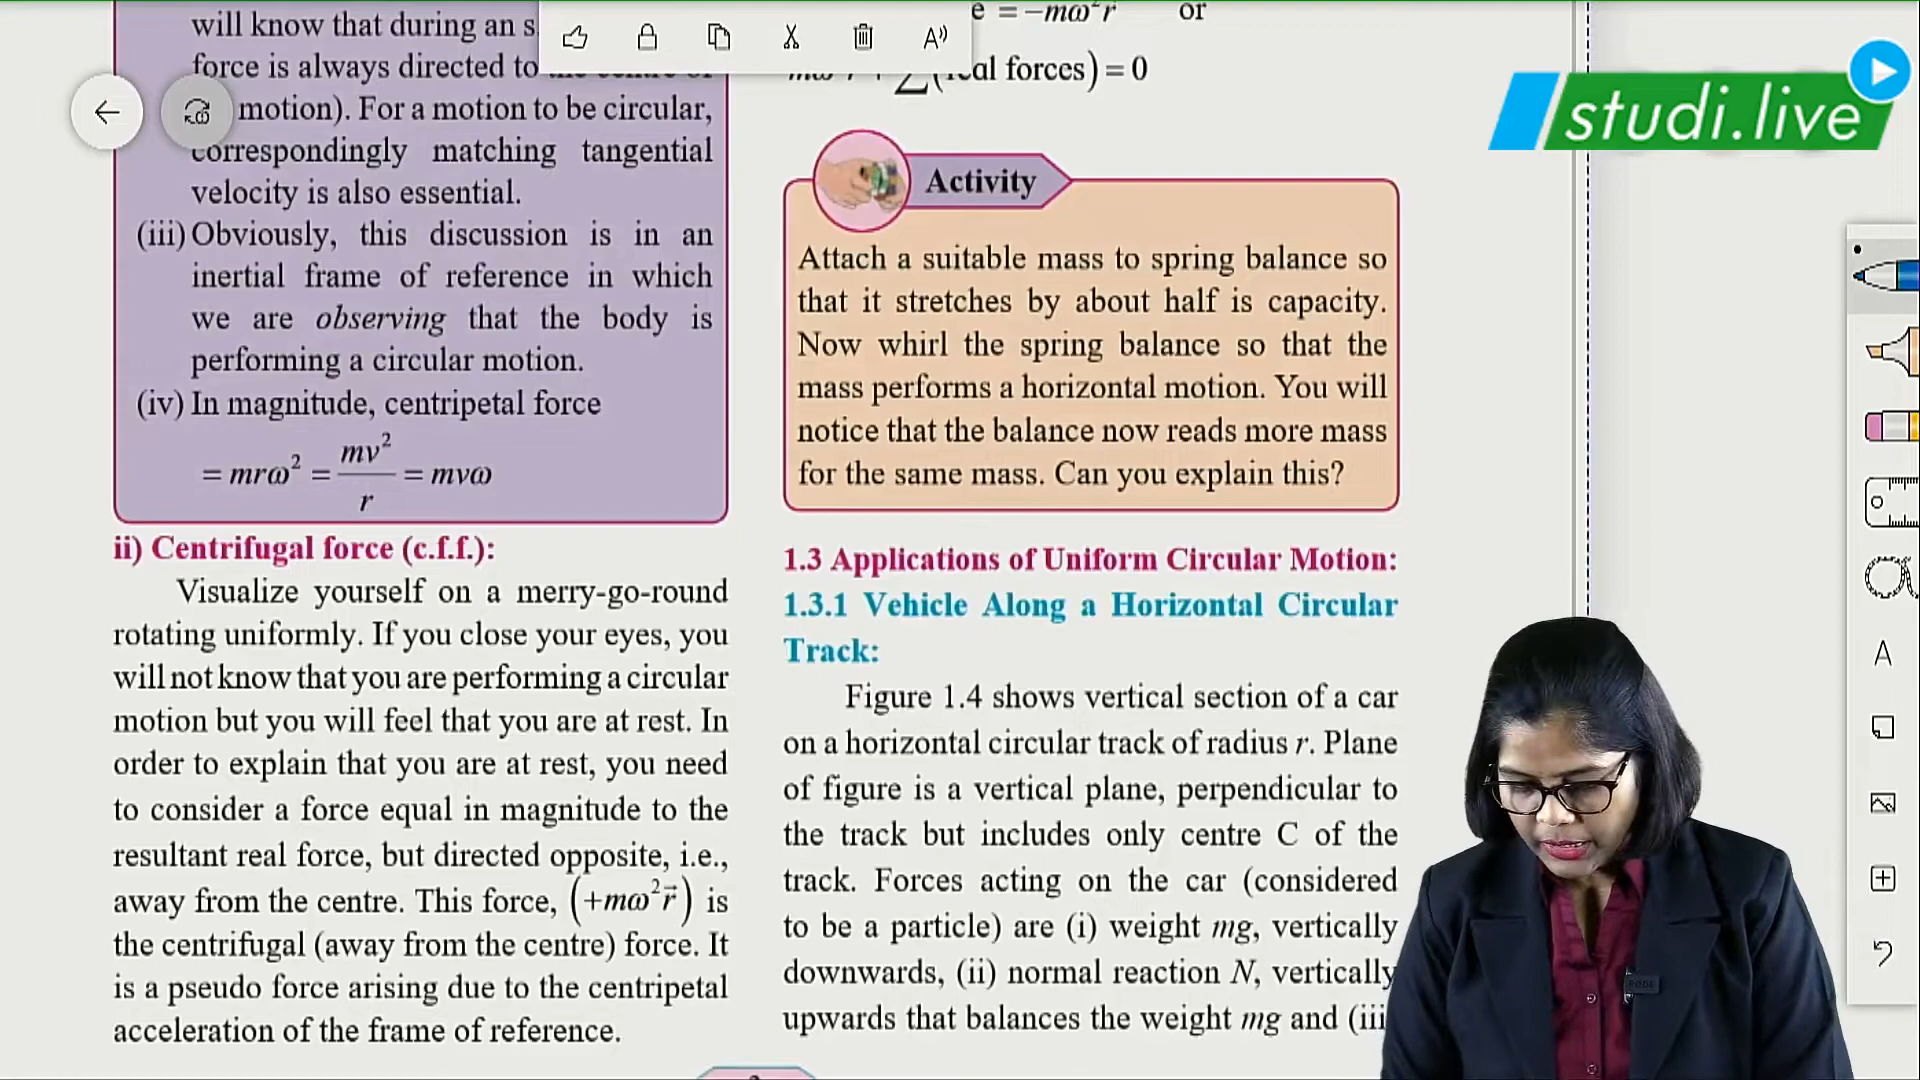 will know that during an s
force is always directed to
motion). For a motion to be circular,
correspondingly matching tangential
velocity is also essential.
(iii) Obviously, this discussion is in an
inertial frame of reference in which
we are observing that the body is
performing a circular motion.
(iv) In magnitude, centripetal force
= mrω² = mv²/r = mvω
ii) Centrifugal force (c.f.f.):
Visualize yourself on a merry-go-round
rotating uniformly. If you close your eyes, you
will not know that you are performing a circular
motion but you will feel that you are at rest. In
order to explain that you are at rest, you need
to consider a force equal in magnitude to the
resultant real force, but directed opposite, i.e.,
away from the centre. This force, (+mω²r⃗) is
the centrifugal (away from the centre) force. It
is a pseudo force arising due to the centripetal
acceleration of the frame of reference.
e = −mω²r or
∑(real forces) = 0
Activity
Attach a suitable mass to spring balance so
that it stretches by about half is capacity.
Now whirl the spring balance so that the
mass performs a horizontal motion. You will
notice that the balance now reads more mass
for the same mass. Can you explain this?
1.3 Applications of Uniform Circular Motion:
1.3.1 Vehicle Along a Horizontal Circular
Track:
Figure 1.4 shows vertical section of a car
on a horizontal circular track of radius r. Plane
of figure is a vertical plane, perpendicular to
the track but includes only centre C of the
track. Forces acting on the car (considered
to be a particle) are (i) weight mg, vertically
downwards, (ii) normal reaction N, vertically
upwards that balances the weight mg and (iii
studi.live
A
RODE